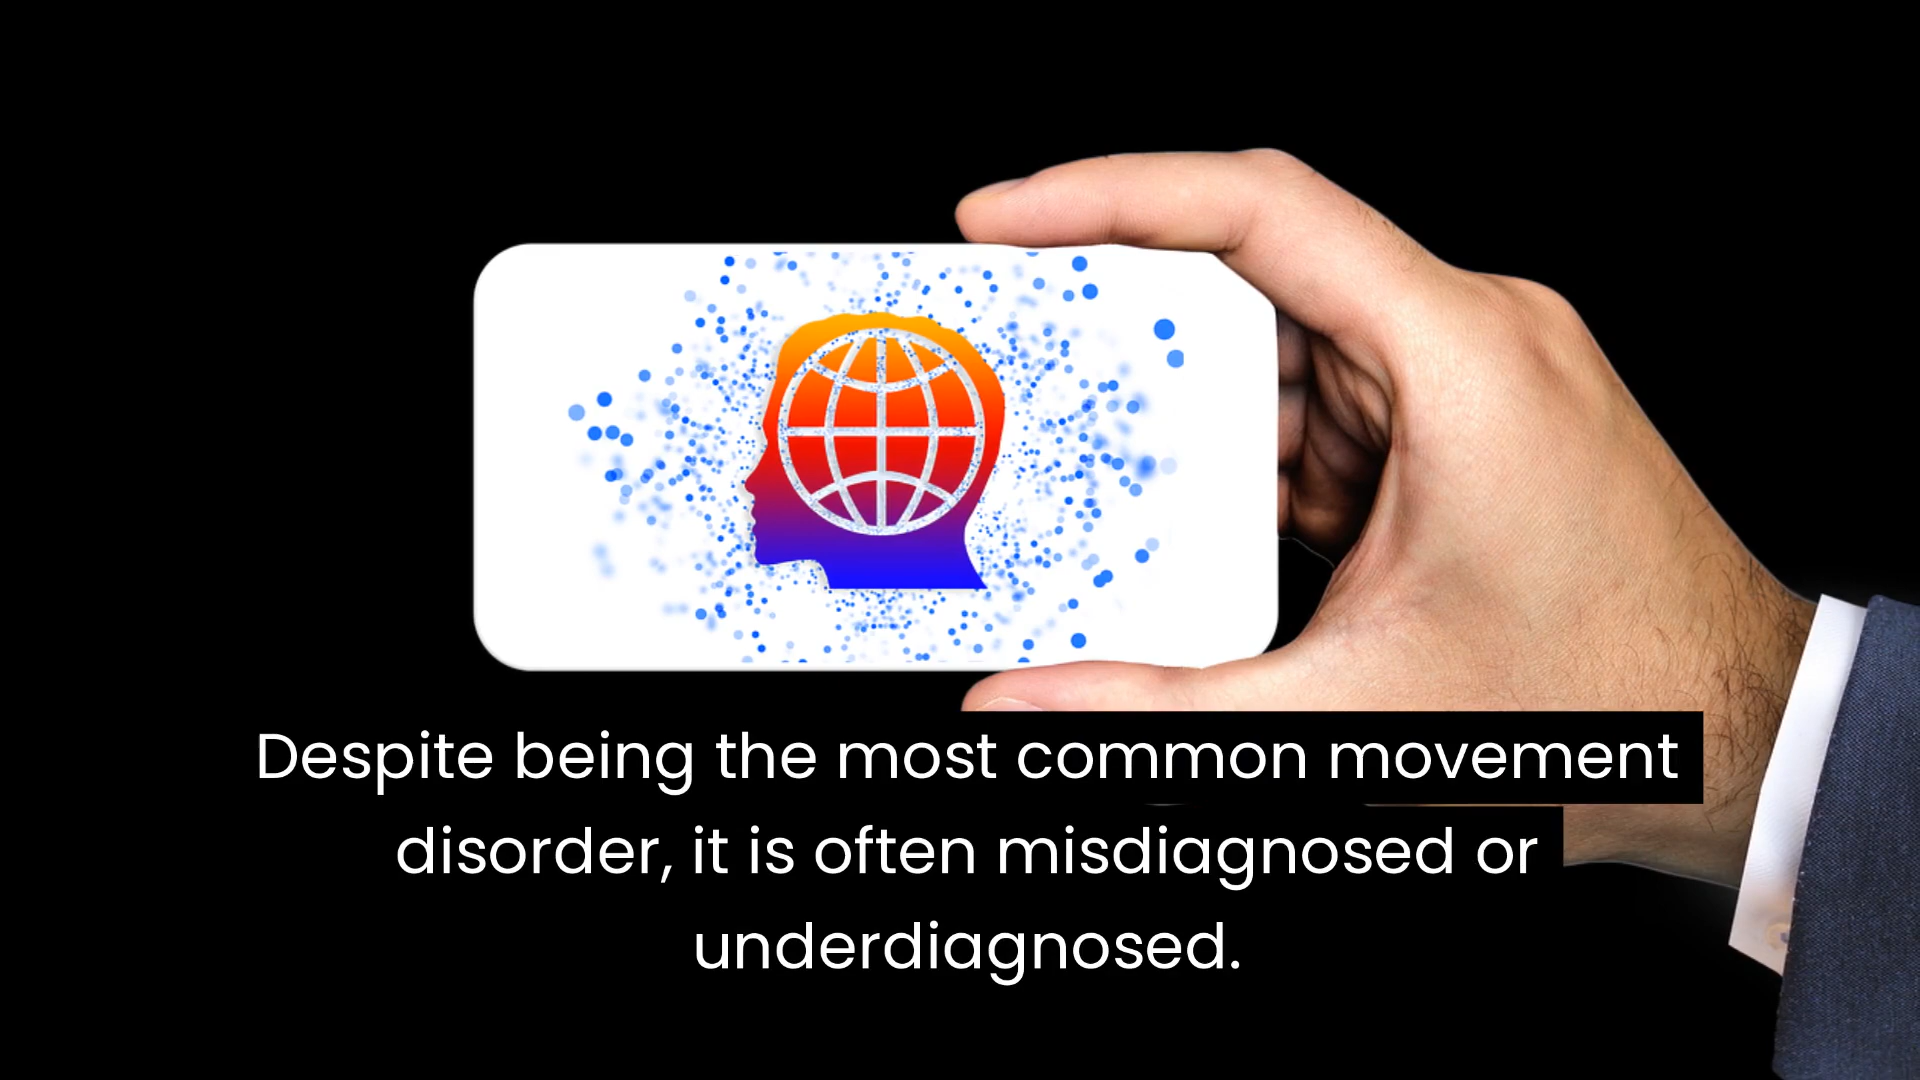 Despite being the most common movement
disorder, it is often misdiagnosed or
underdiagnosed.